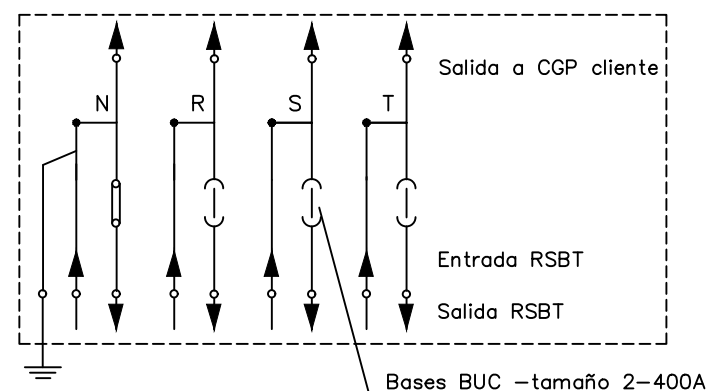 Salida a CGP cliente
N R S T
Entrada RSBT
Salida RSBT
Bases BUC -tamaño 2-400A